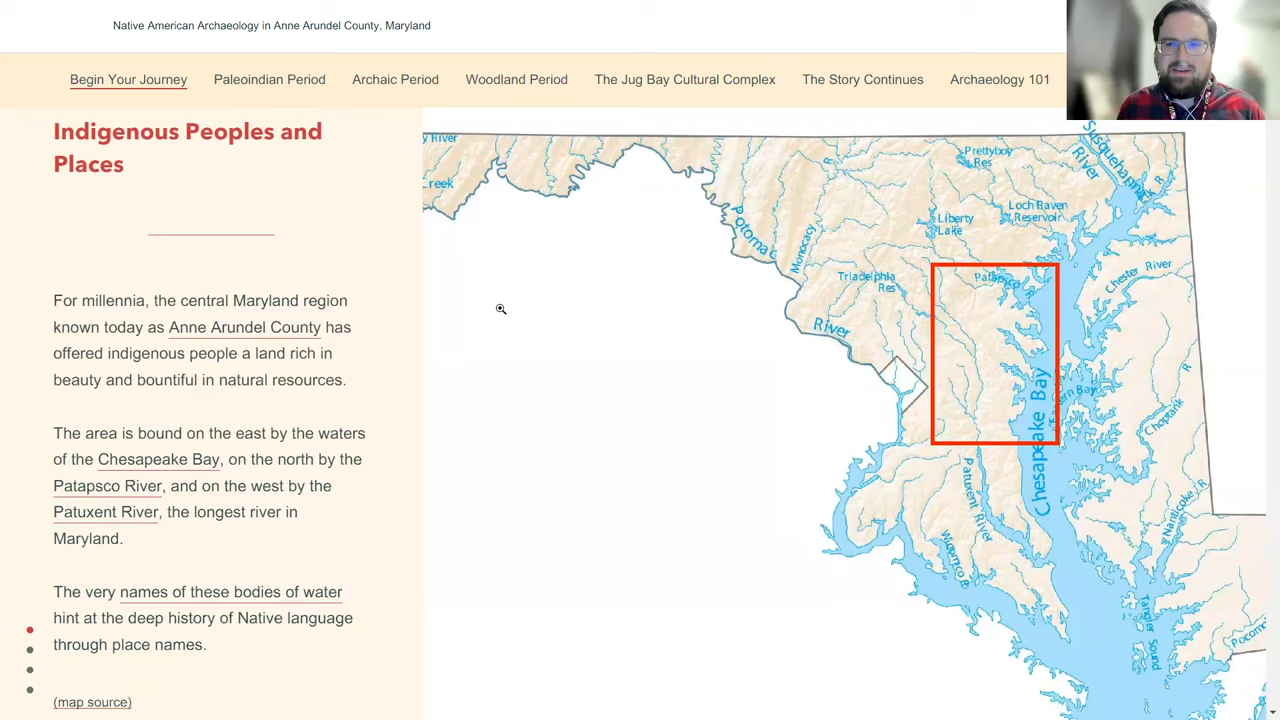 Native American Archaeology in Anne Arundel County, Maryland
Begin Your Journey Paleoindian Period Archaic Period Woodland Period The Jug Bay Cultural Complex The Story Continues Archaeology 101
Indigenous Peoples and
Places
For millennia, the central Maryland region
known today as Anne Arundel County has
offered indigenous people a land rich in
beauty and bountiful in natural resources.
The area is bound on the east by the waters
of the Chesapeake Bay, on the north by the
Patapsco River, and on the west by the
Patuxent River, the longest river in
Maryland.
The very names of these bodies of water
hint at the deep history of Native language
through place names.
(map source)
y River
reek
Potomac
River
Monocacy
R
Triadelphia
Res
Liberty
Lake
Prettyboy
Res
Loch Raven
Reservoir
Susquehanna
River
R
Patapsco
R
Chester River
Chesapeake Bay
Eastern Bay
Choptank
R
Patuxent River
Nanticoke
R
Tangier
Sound